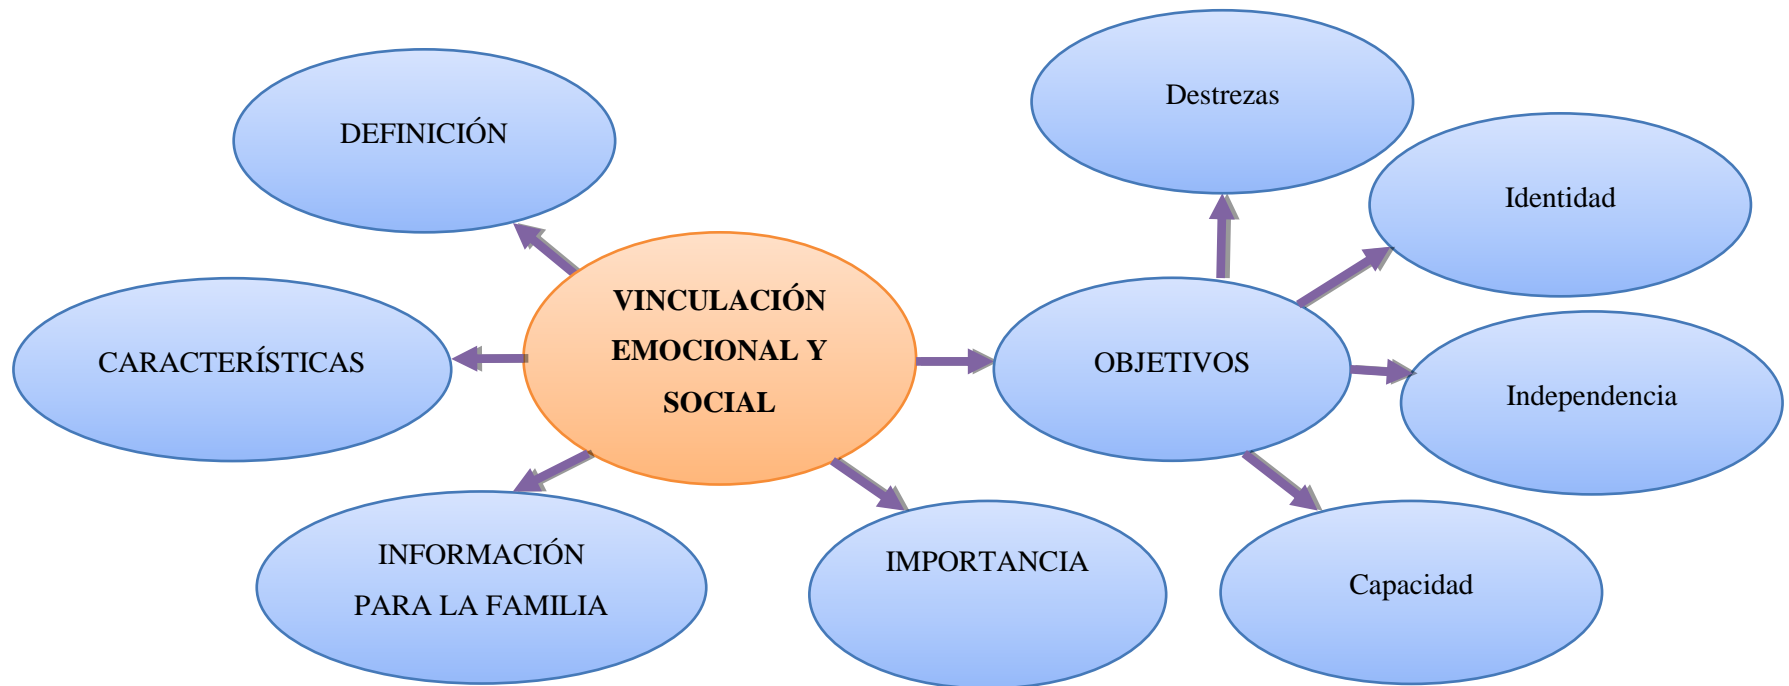 DEFINICIÓN
CARACTERÍSTICAS
VINCULACIÓN
EMOCIONAL Y
SOCIAL
INFORMACIÓN
PARA LA FAMILIA
IMPORTANCIA
OBJETIVOS
Destrezas
Identidad
Independencia
Capacidad